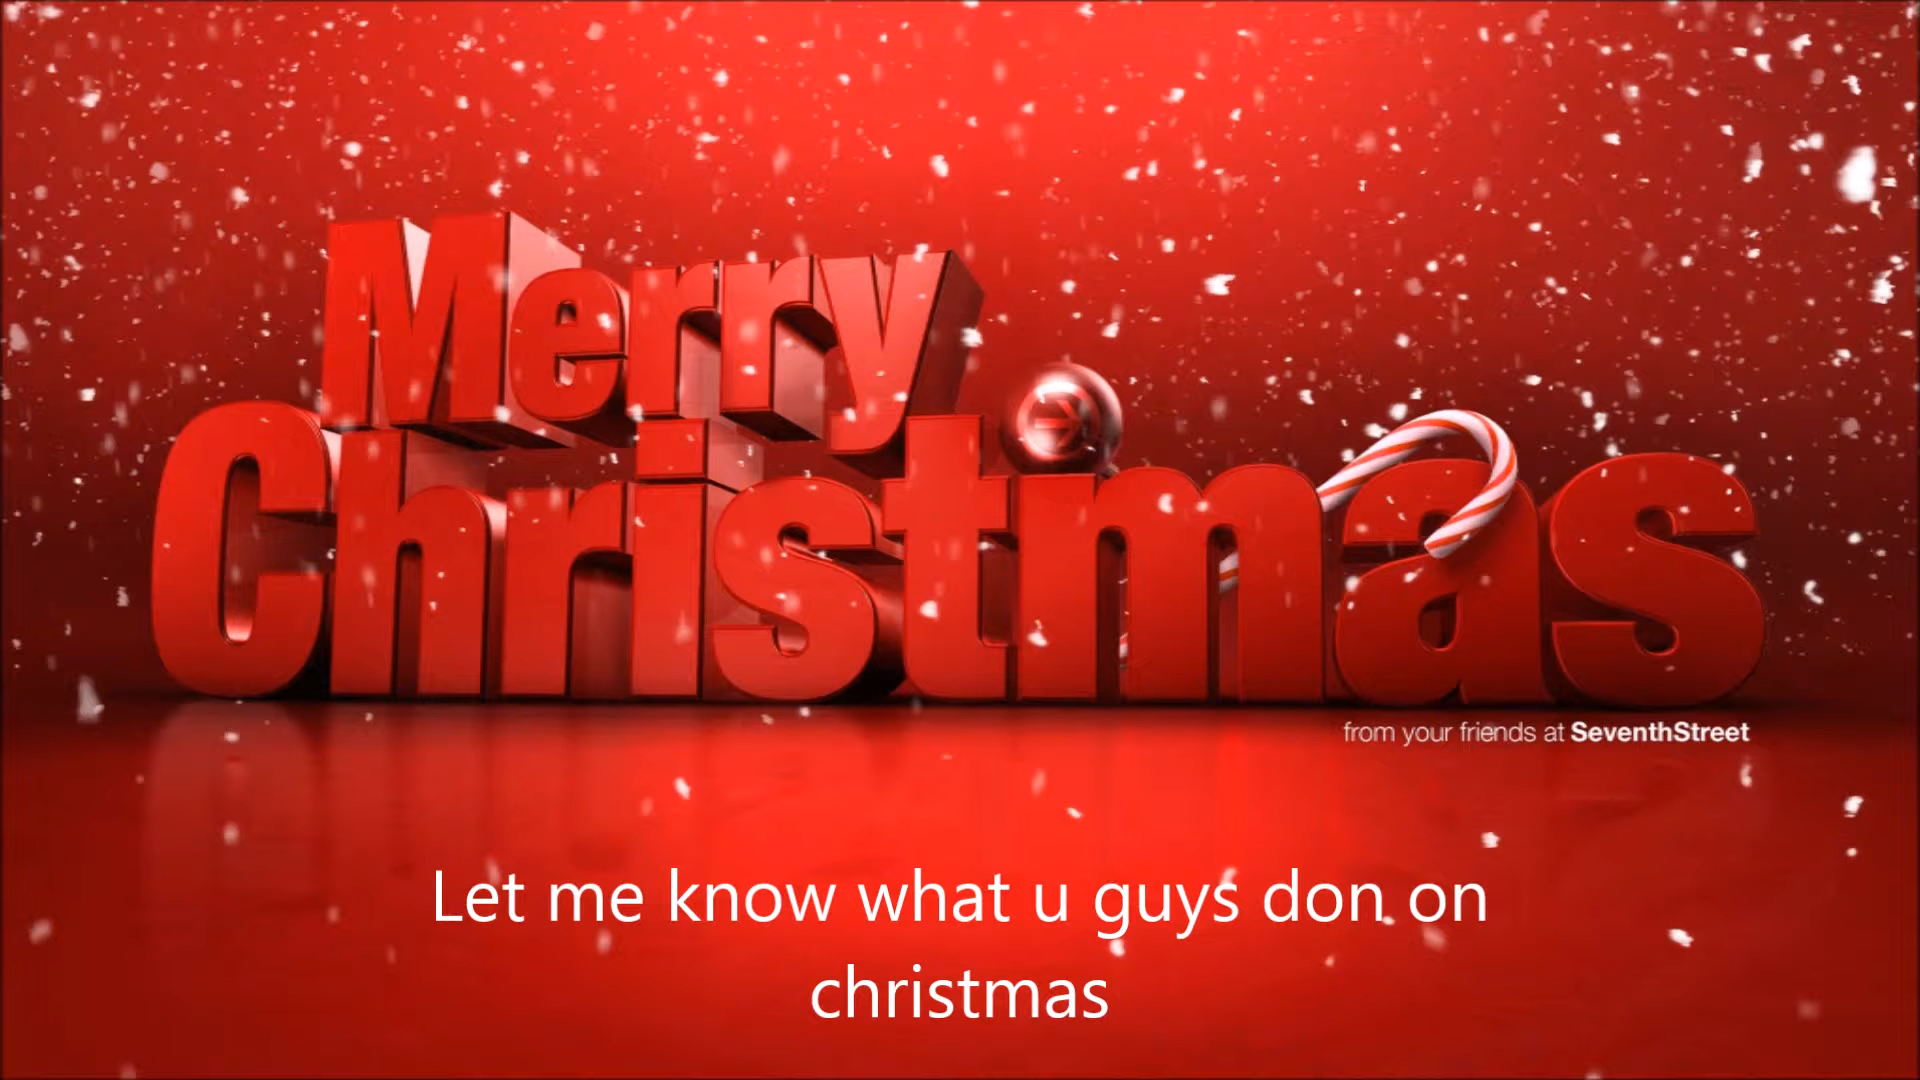 Merry
Christmas
from your friends at SeventhStreet
Let me know what u guys don on
christmas